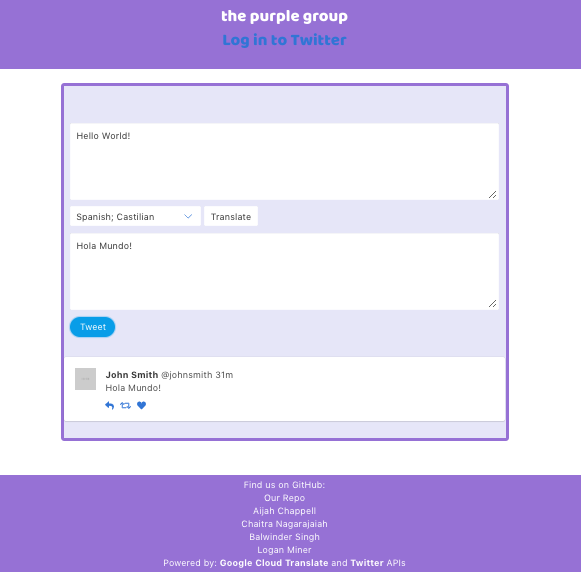 the purple group
Log in to Twitter
Hello World!
Spanish; Castilian
Translate
Hola Mundo!
Tweet
John Smith @johnsmith 31m
Hola Mundo!
Find us on GitHub:
Our Repo
Aijah Chappell
Chaitra Nagarajaiah
Balwinder Singh
Logan Miner
Powered by: Google Cloud Translate and Twitter APIs